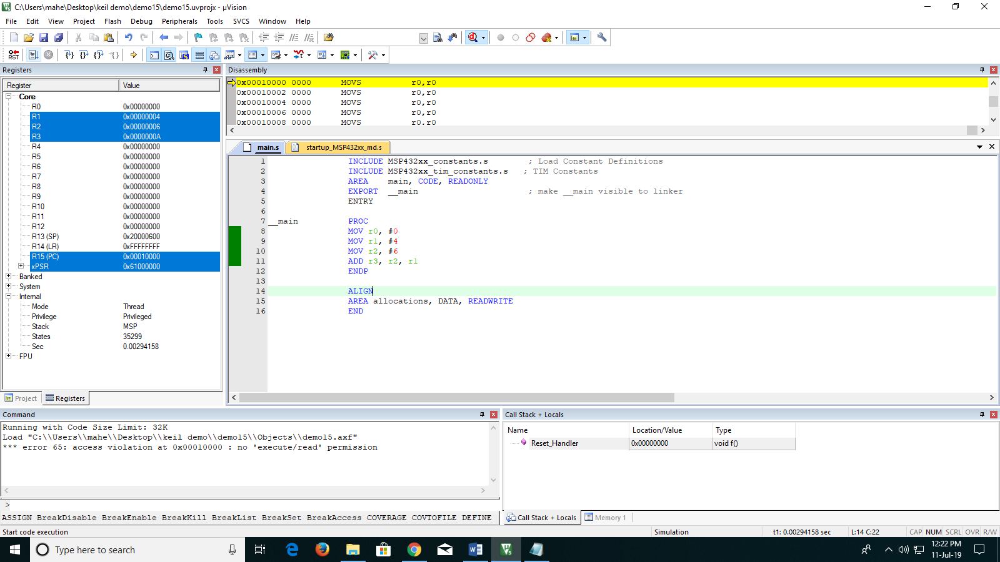 C:\Users\mahe\Desktop\keil demo\demo15\demo15.uvprojx - µVision
File Edit View Project Flash Debug Peripherals Tools SVCS Window Help
RST
Registers
Register Value
Core
R0 0x00000000
R1 0x00000004
R2 0x00000006
R3 0x0000000A
R4 0x00000000
R5 0x00000000
R6 0x00000000
R7 0x00000000
R8 0x00000000
R9 0x00000000
R10 0x00000000
R11 0x00000000
R12 0x00000000
R13 (SP) 0x20000600
R14 (LR) 0xFFFFFFFF
R15 (PC) 0x00010000
xPSR 0x61000000
Banked
System
Internal
Mode Thread
Privilege Privileged
Stack MSP
States 35299
Sec 0.00294158
FPU
Project Registers
Disassembly
0x00010000 0000 MOVS r0,r0
0x00010002 0000 MOVS r0,r0
0x00010004 0000 MOVS r0,r0
0x00010006 0000 MOVS r0,r0
0x00010008 0000 MOVS r0,r0
main.s startup_MSP432xx_md.s
1 INCLUDE MSP432xx_constants.s ; Load Constant Definitions
2 INCLUDE MSP432xx_tim_constants.s ; TIM Constants
3 AREA main, CODE, READONLY
4 EXPORT __main ; make __main visible to linker
5 ENTRY
6
7 __main PROC
8 MOV r0, #0
9 MOV r1, #4
10 MOV r2, #6
11 ADD r3, r2, r1
12 ENDP
13
14 ALIGN
15 AREA allocations, DATA, READWRITE
16 END
Command
Running with Code Size Limit: 32K
Load "C:\\Users\\mahe\\Desktop\\keil demo\\demo15\\Objects\\demo15.axf"
*** error 65: access violation at 0x00010000 : no 'execute/read' permission
>
ASSIGN BreakDisable BreakEnable BreakKill BreakList BreakSet BreakAccess COVERAGE COVTOFILE DEFINE
Call Stack + Locals
Name Location/Value Type
Reset_Handler 0x00000000 void f()
Call Stack + Locals Memory 1
Start code execution Simulation t1: 0.00294158 sec L:14 C:22 CAP NUM SCRL OVR R/W
Type here to search
12:22 PM
11-Jul-19